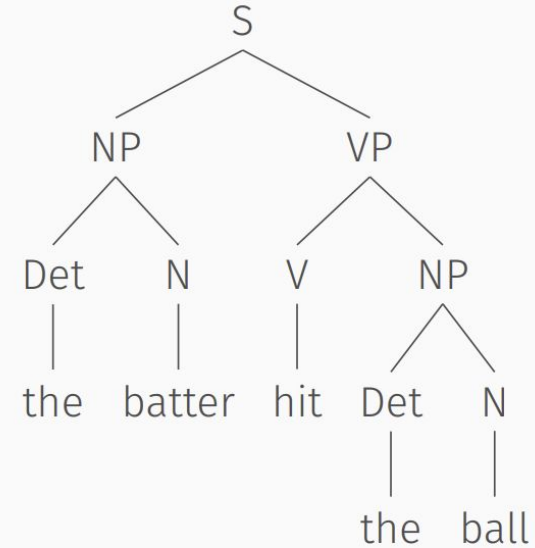 S
NP VP
Det N V NP
the batter hit Det N
the ball